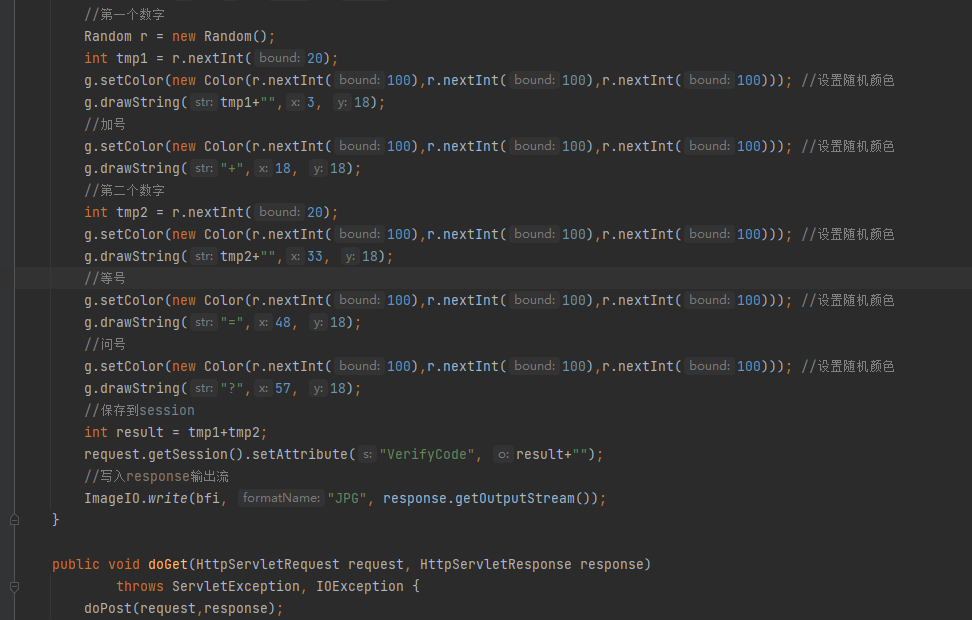 //第一个数字
Random r = new Random();
int tmp1 = r.nextInt( bound: 20);
g.setColor(new Color(r.nextInt( bound: 100),r.nextInt( bound: 100),r.nextInt( bound: 100))); //设置随机颜色
g.drawString( str: tmp1+"", x: 3, y: 18);
//加号
g.setColor(new Color(r.nextInt( bound: 100),r.nextInt( bound: 100),r.nextInt( bound: 100))); //设置随机颜色
g.drawString( str: "+", x: 18, y: 18);
//第二个数字
int tmp2 = r.nextInt( bound: 20);
g.setColor(new Color(r.nextInt( bound: 100),r.nextInt( bound: 100),r.nextInt( bound: 100))); //设置随机颜色
g.drawString( str: tmp2+"", x: 33, y: 18);
//等号
g.setColor(new Color(r.nextInt( bound: 100),r.nextInt( bound: 100),r.nextInt( bound: 100))); //设置随机颜色
g.drawString( str: "=", x: 48, y: 18);
//问号
g.setColor(new Color(r.nextInt( bound: 100),r.nextInt( bound: 100),r.nextInt( bound: 100))); //设置随机颜色
g.drawString( str: "?", x: 57, y: 18);
//保存到session
int result = tmp1+tmp2;
request.getSession().setAttribute( s: "VerifyCode", o: result+"");
//写入response输出流
ImageIO.write(bfi, formatName: "JPG", response.getOutputStream());
}
public void doGet(HttpServletRequest request, HttpServletResponse response)
throws ServletException, IOException {
doPost(request,response);